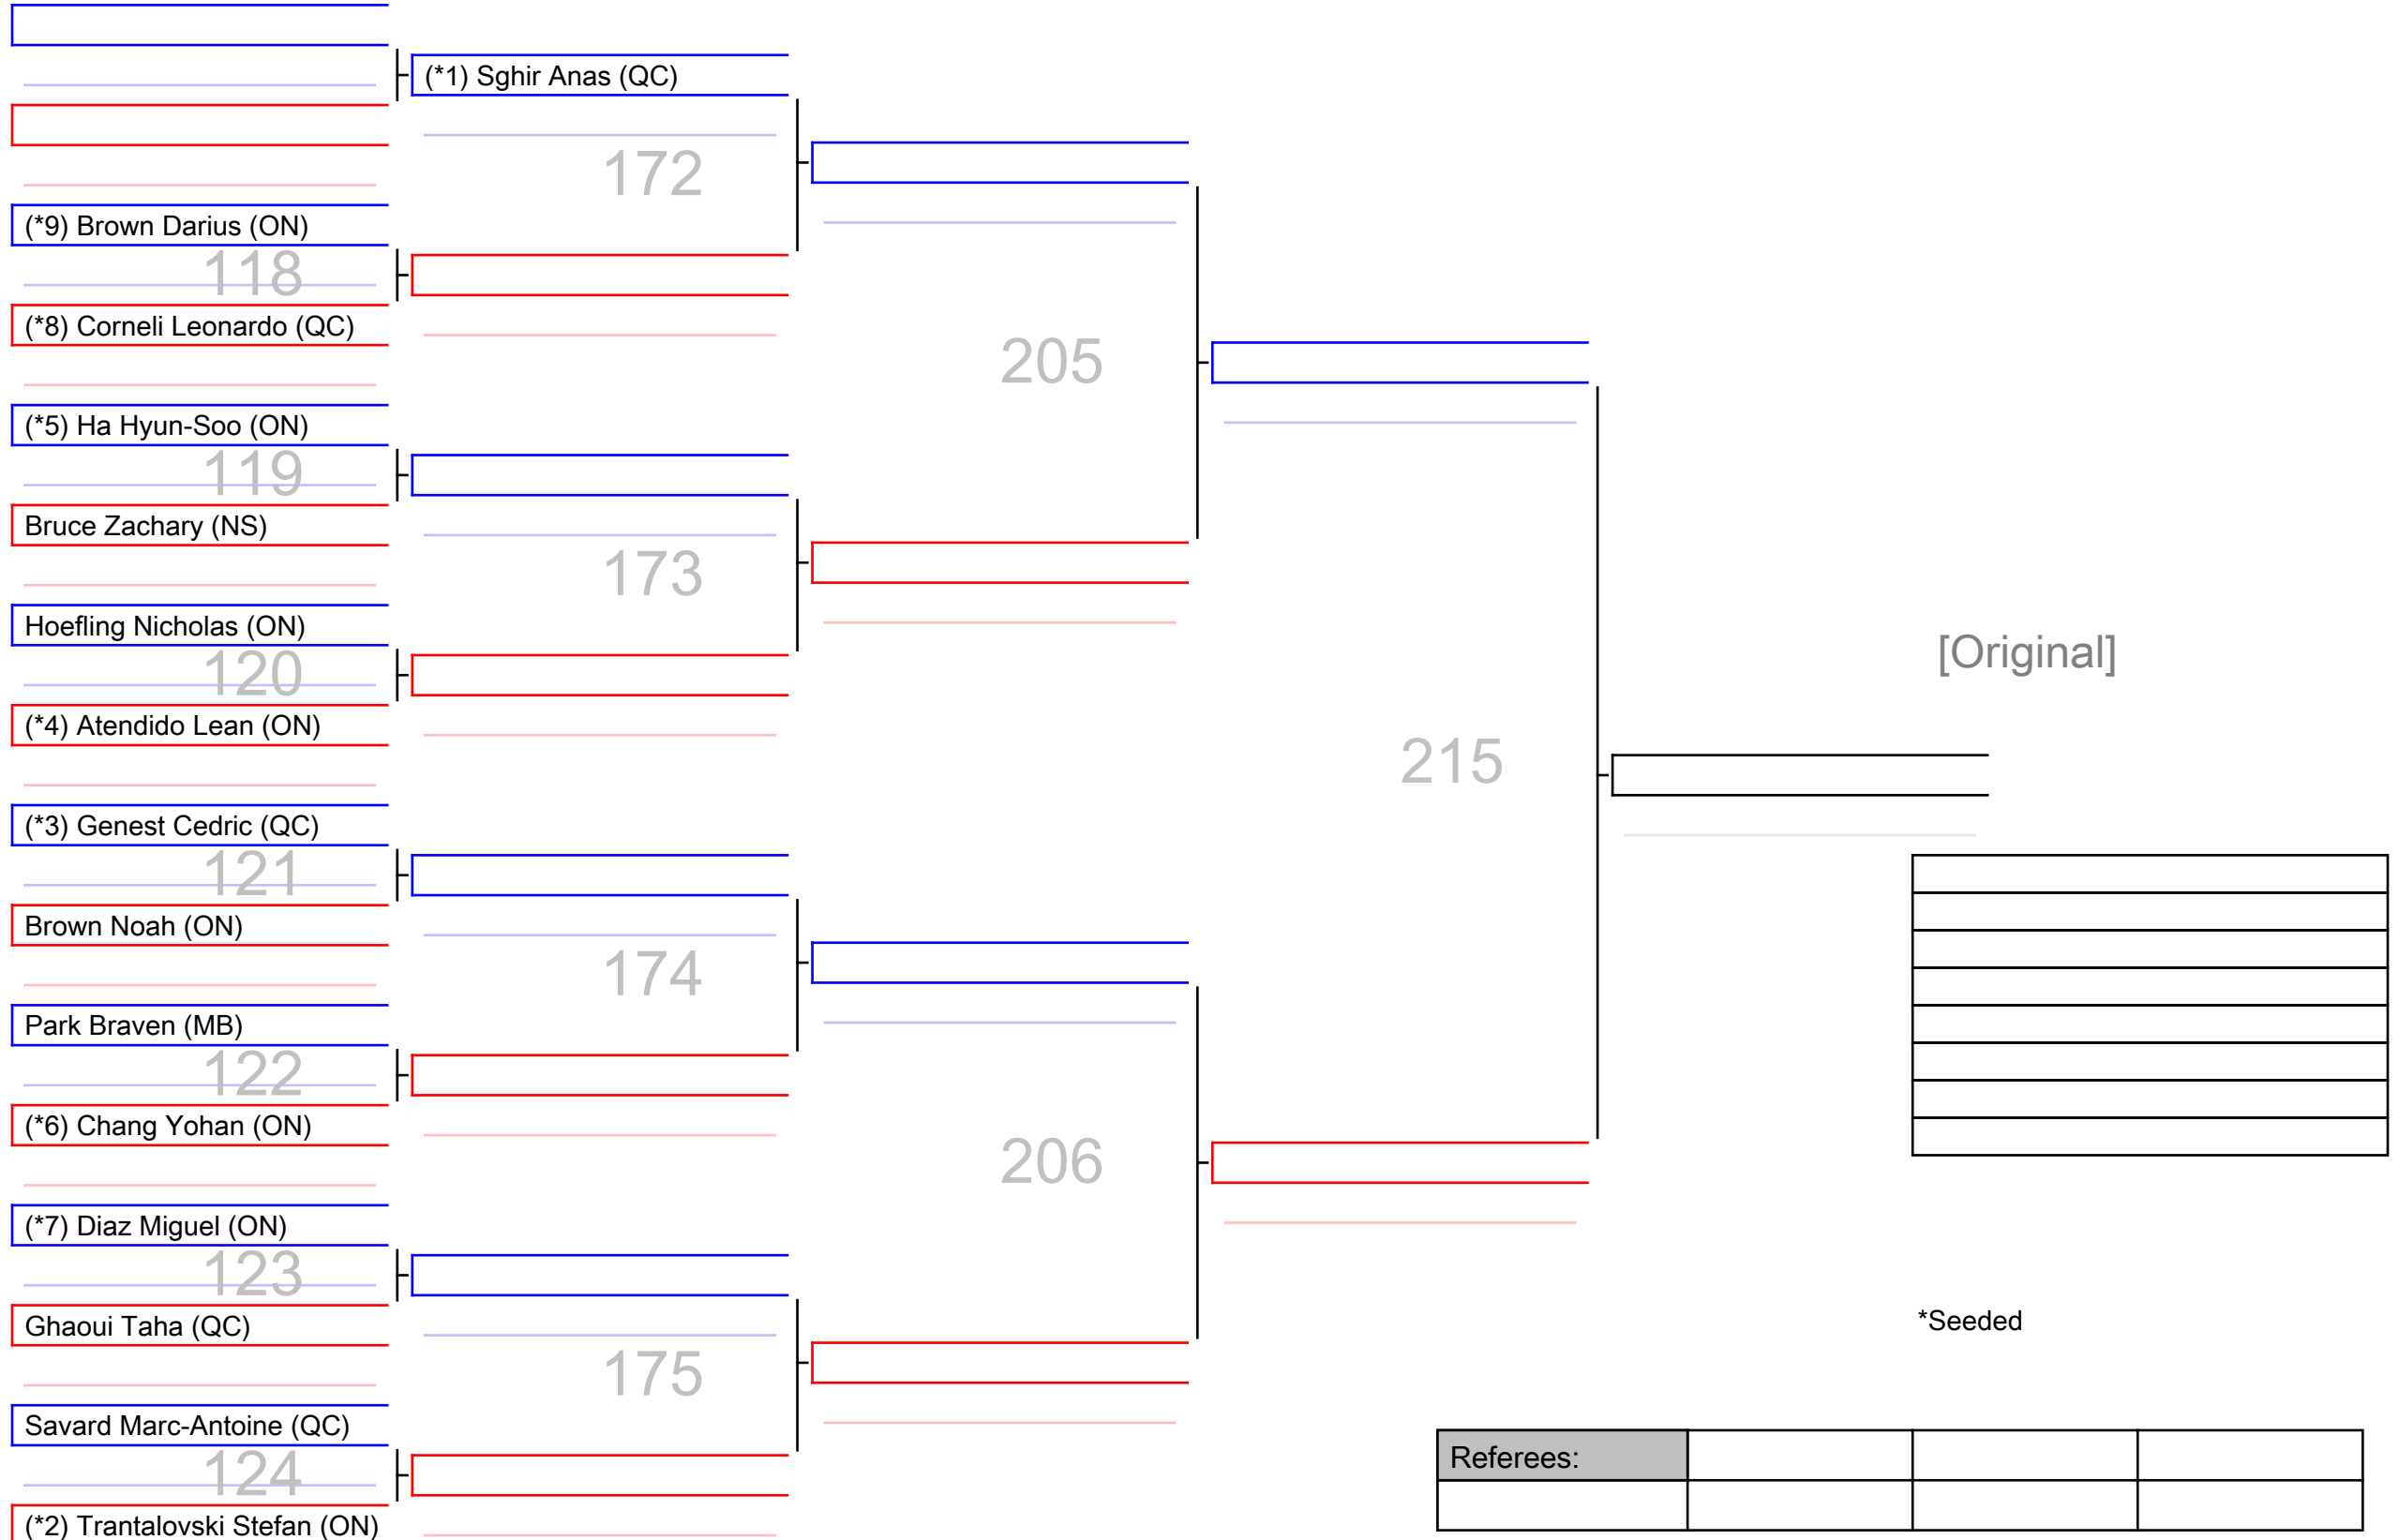 (*1) Sghir Anas (QC)
172
(*9) Brown Darius (ON)
118
(*8) Corneli Leonardo (QC)
205
(*5) Ha Hyun-Soo (ON)
119
Bruce Zachary (NS)
173
Hoefling Nicholas (ON)
120
(*4) Atendido Lean (ON)
[Original]
215
(*3) Genest Cedric (QC)
121
Brown Noah (ON)
174
Park Braven (MB)
122
(*6) Chang Yohan (ON)
206
(*7) Diaz Miguel (ON)
123
Ghaoui Taha (QC)
*Seeded
175
Savard Marc-Antoine (QC)
124
Referees:
(*2) Trantalovski Stefan (ON)